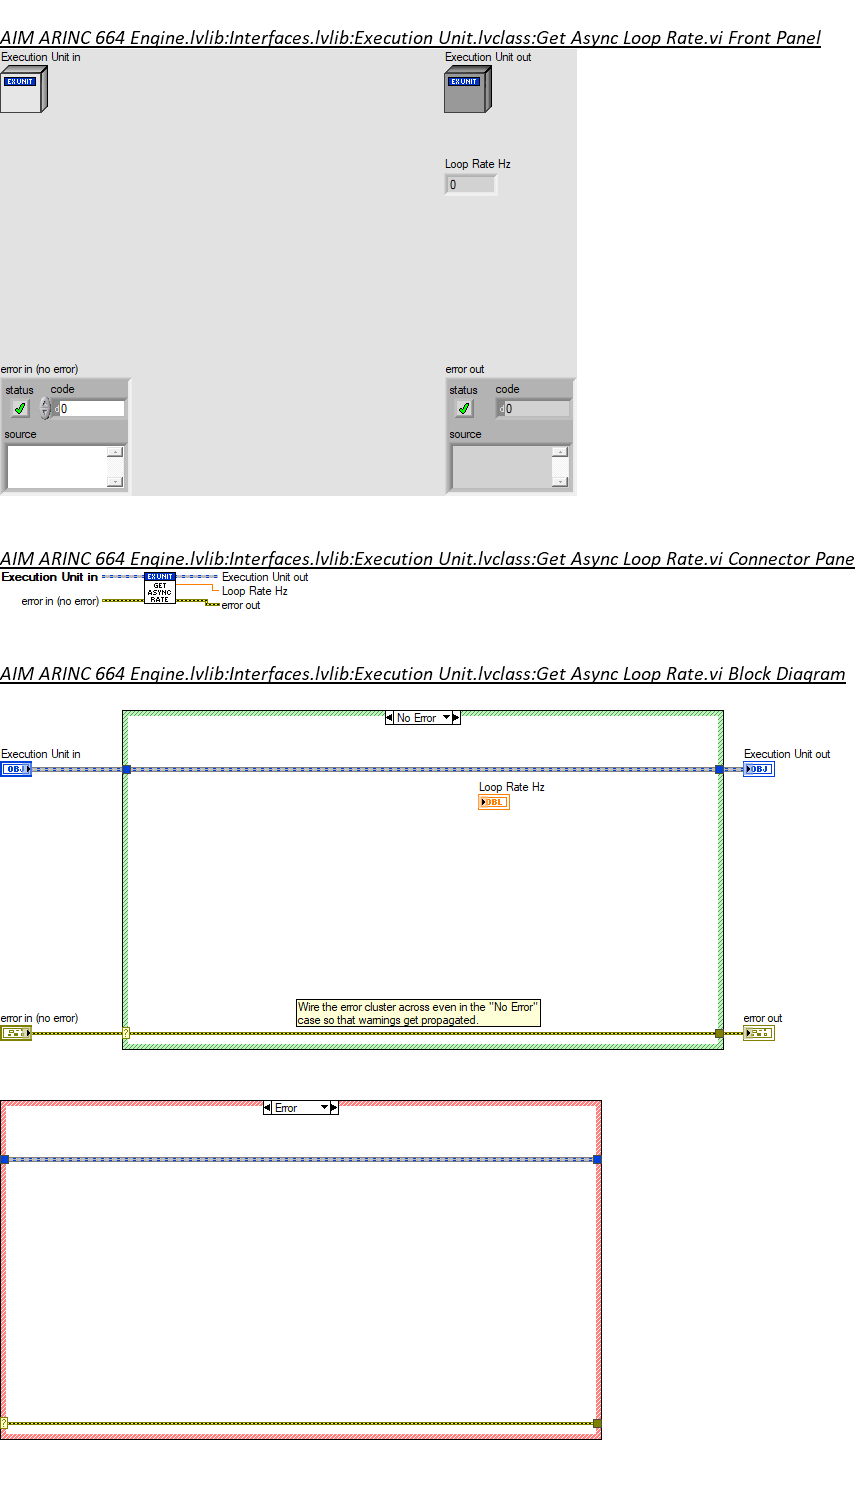 AIM ARINC 664 Engine.lvlib:Interfaces.lvlib:Execution Unit.lvclass:Get Async Loop Rate.vi Front Panel
Execution Unit in
Execution Unit out
EX UNIT
EX UNIT
Loop Rate Hz
0
error in (no error)
error out
status
code
status
code
d
0
d
0
source
source
AIM ARINC 664 Engine.lvlib:Interfaces.lvlib:Execution Unit.lvclass:Get Async Loop Rate.vi Connector Pane
Execution Unit in
EX UNIT
GET
ASYNC
RATE
Execution Unit out
Loop Rate Hz
error in (no error)
error out
AIM ARINC 664 Engine.lvlib:Interfaces.lvlib:Execution Unit.lvclass:Get Async Loop Rate.vi Block Diagram
No Error
Execution Unit in
Execution Unit out
OBJ
OBJ
Loop Rate Hz
DBL
Wire the error cluster across even in the "No Error"
case so that warnings get propagated.
error in (no error)
error out
?
Error
?